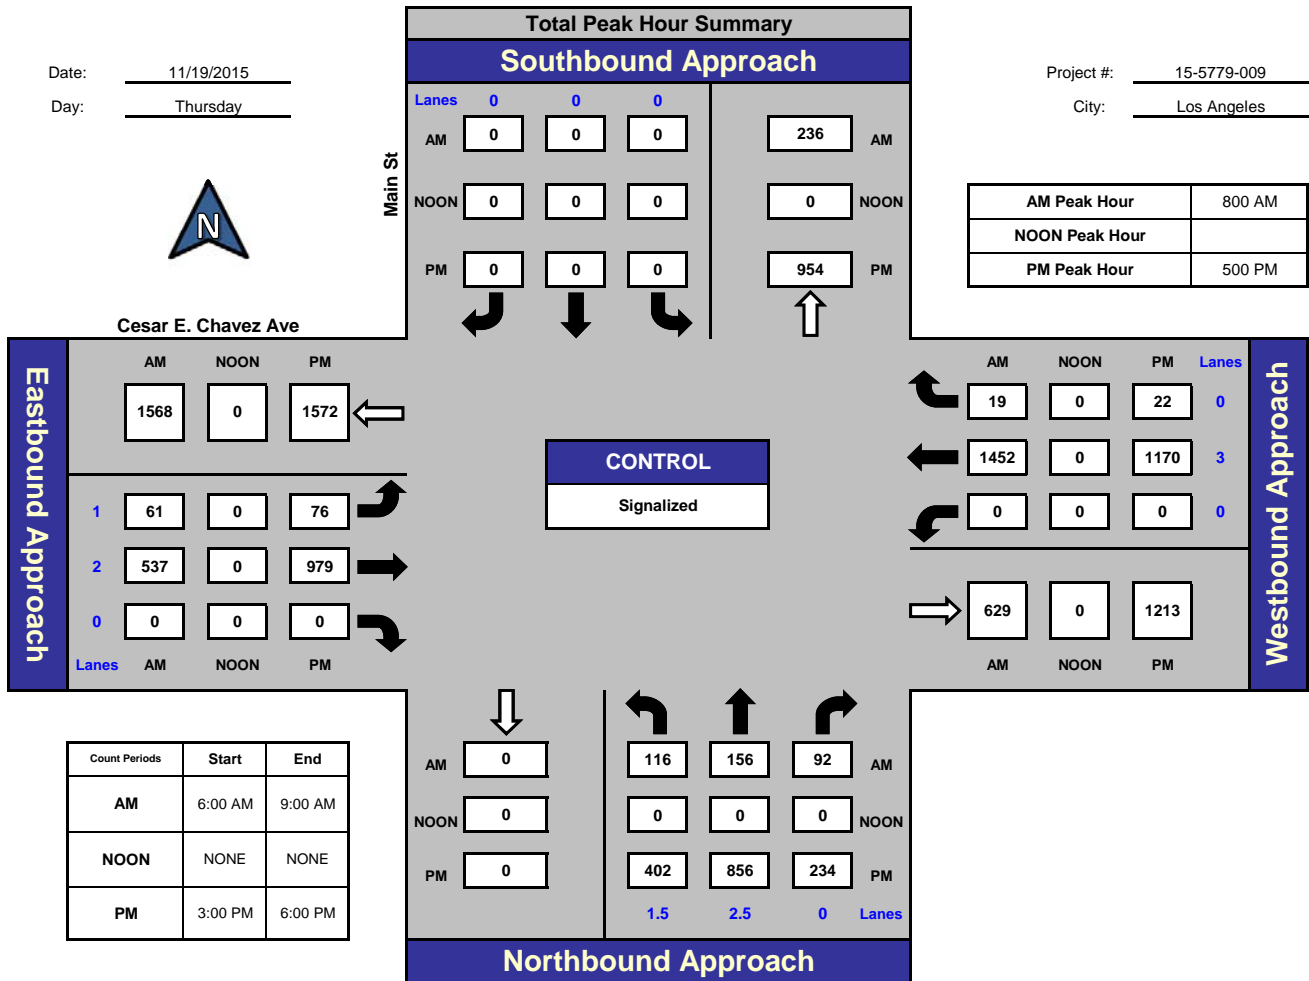 Total Peak Hour Summary
Southbound Approach
Date: 11/19/2015
Day: Thursday
Project #: 15-5779-009
City: Los Angeles
N
Main St
Lanes 0 0 0
AM 0 0 0 236 AM
NOON 0 0 0 0 NOON
PM 0 0 0 954 PM
AM Peak Hour 800 AM
NOON Peak Hour
PM Peak Hour 500 PM
Cesar E. Chavez Ave
Eastbound Approach
AM NOON PM
1568 0 1572
1 61 0 76
2 537 0 979
0 0 0 0
Lanes AM NOON PM
CONTROL
Signalized
AM NOON PM Lanes
19 0 22 0
1452 0 1170 3
0 0 0 0
629 0 1213
AM NOON PM
Westbound Approach
Count Periods Start End
AM 6:00 AM 9:00 AM
NOON NONE NONE
PM 3:00 PM 6:00 PM
AM 0 116 156 92 AM
NOON 0 0 0 0 NOON
PM 0 402 856 234 PM
1.5 2.5 0 Lanes
Northbound Approach